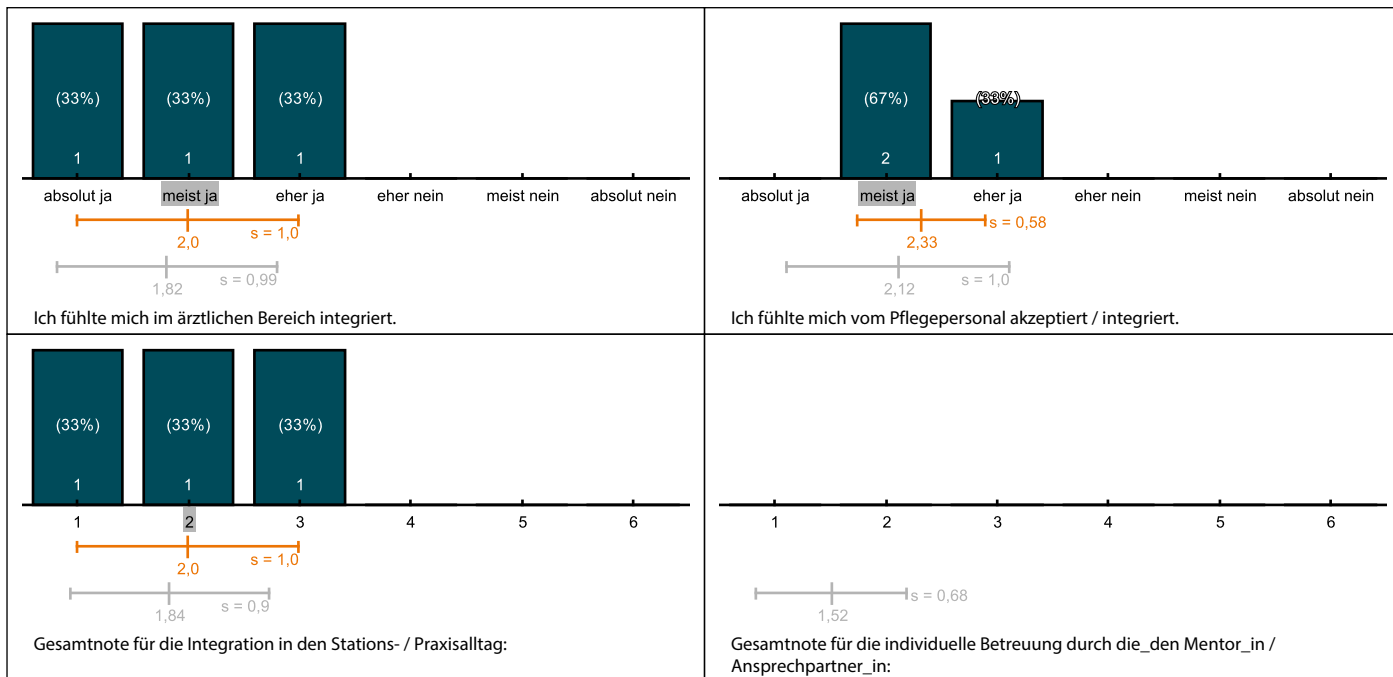 (33%) (33%) (33%)
1 1 1
absolut ja meist ja eher ja eher nein meist nein absolut nein
s = 1,0
2,0
s = 0,99
1,82
Ich fühlte mich im ärztlichen Bereich integriert.
(67%) (33%)
2 1
absolut ja meist ja eher ja eher nein meist nein absolut nein
s = 0,58
2,33
s = 1,0
2,12
Ich fühlte mich vom Pflegepersonal akzeptiert / integriert.
(33%) (33%) (33%)
1 1 1
1 2 3 4 5 6
s = 1,0
2,0
s = 0,9
1,84
Gesamtnote für die Integration in den Stations- / Praxisalltag:
1 2 3 4 5 6
s = 0,68
1,52
Gesamtnote für die individuelle Betreuung durch die_den Mentor_in /
Ansprechpartner_in: